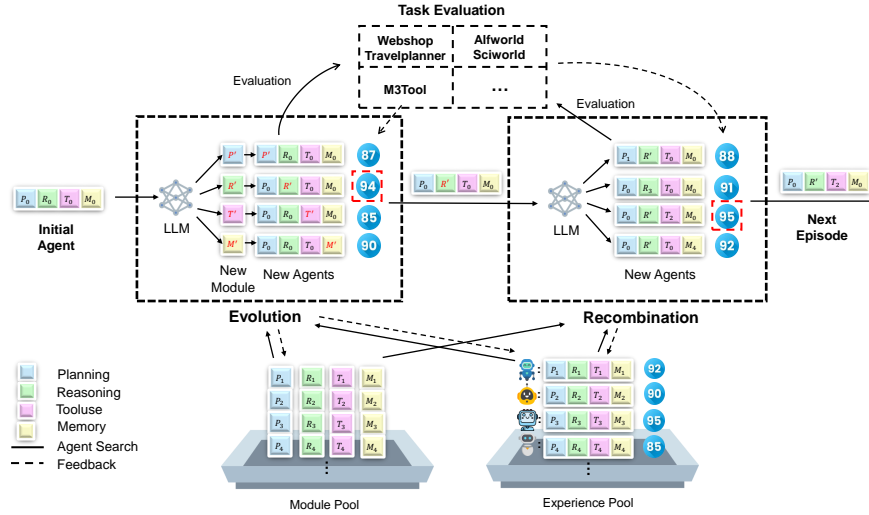 Task Evaluation
Webshop
Travelplanner
Alfworld
Sciworld
M3Tool
...
Evaluation
Evaluation
P₀ R₀ T₀ M₀
Initial
Agent
LLM
P′ P′ R₀ T₀ M₀ 87
R′ P₀ R′ T₀ M₀ 94
T′ P₀ R₀ T′ M₀ 85
M′ P₀ R₀ T₀ M′ 90
New
Module
New Agents
Evolution
P₀ R′ T₀ M₀
LLM
P₁ R′ T₀ M₀ 88
P₀ R₃ T₀ M₀ 91
P₀ R′ T₂ M₀ 95
P₀ R′ T₀ M₄ 92
New Agents
Recombination
P₀ R′ T₂ M₀
Next
Episode
Planning
Reasoning
Tooluse
Memory
Agent Search
Feedback
P₁ R₁ T₁ M₁
P₂ R₂ T₂ M₂
P₃ R₃ T₃ M₃
P₄ R₄ T₄ M₄
⋮
Module Pool
: P₁ R₁ T₁ M₁ 92
: P₂ R₂ T₂ M₂ 90
: P₃ R₃ T₃ M₃ 95
: P₄ R₄ T₄ M₄ 85
⋮
Experience Pool